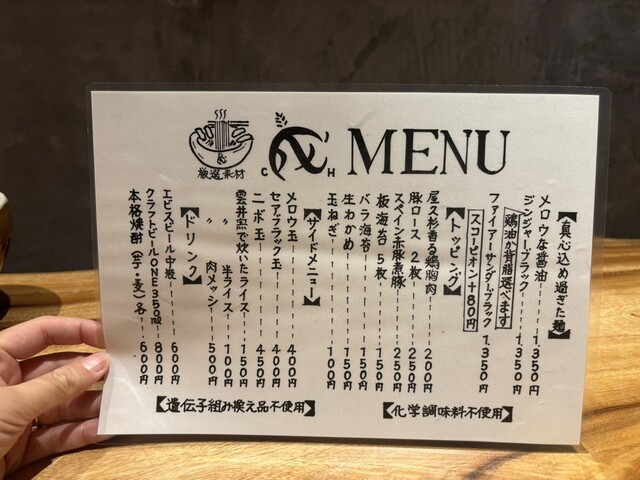 厳選素材
C H
MENU
【真心込め過ぎた麺】
メロウな醤油 1.350円
ジンジャーブラック 1.350円
鶏油か背脂選べます
ファイアーサンダーブラック 1.350円
スコーピオン+80円
【トッピング】
屋久杉香る鶏胸肉 200円
豚ロース 2枚 250円
スペイン赤豚煮豚 250円
板海苔 5枚 150円
バラ海苔 150円
生わかめ 150円
玉ねぎ 100円
【サイドメニュー】
メロウ玉 400円
セアブラック玉 400円
ニボ玉 450円
雲井窯で炊いたライス 150円
〃 半ライス 100円
〃 肉メッシ 500円
【ドリンク】
エビスビール中瓶 600円
クラフトビールONE350ml 800円
本格焼酎(芋・麦)各 600円
【化学調味料不使用】
【遺伝子組み換え品不使用】